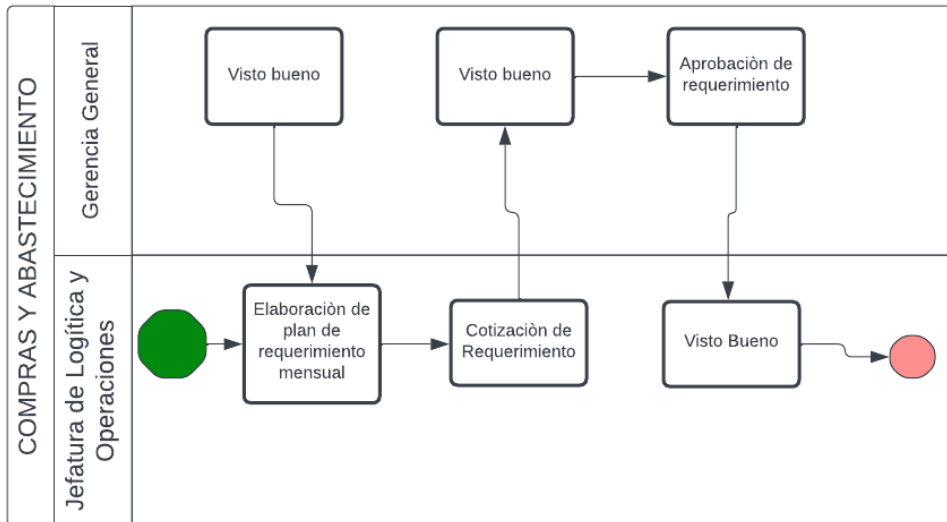 COMPRAS Y ABASTECIMIENTO
Gerencia General
Visto bueno
Visto bueno
Aprobaciòn de
requerimiento
Jefatura de Logítica y
Operaciones
Elaboraciòn de
plan de
requerimiento
mensual
Cotizaciòn de
Requerimiento
Visto Bueno